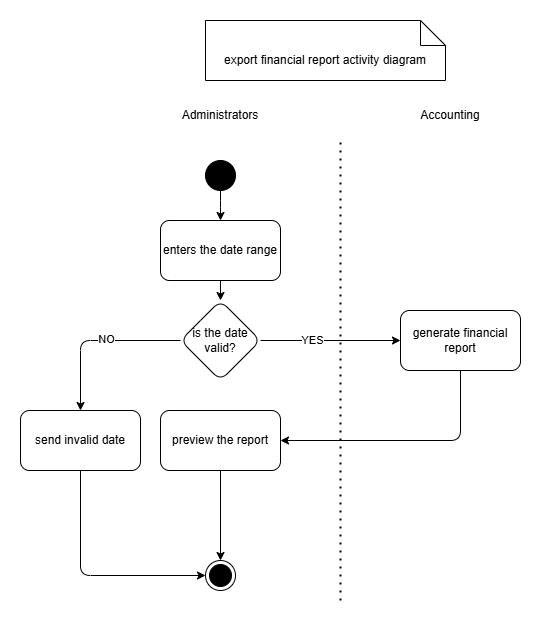 export financial report activity diagram
Administrators
Accounting
enters the date range
is the date
valid?
NO
YES
generate financial
report
send invalid date
preview the report